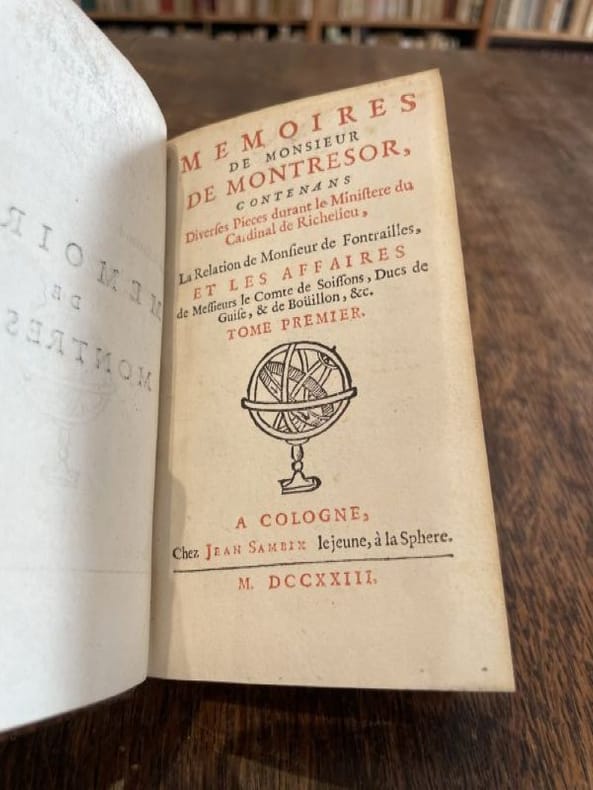 MEMOIRES
DE MONSIEUR
DE MONTRESOR,
CONTENANS
Diverſes Pieces durant le Miniſtere du
Cardinal de Richelieu,
La Relation de Monſieur de Fontrailles,
ET LES AFFAIRES
de Meſſieurs le Comte de Soiſſons, Ducs de
Guiſe, & de Boüillon, &c.
TOME PREMIER.
A COLOGNE,
Chez JEAN SAMBIX le jeune, à la Sphere.
M. DCCXXIII.